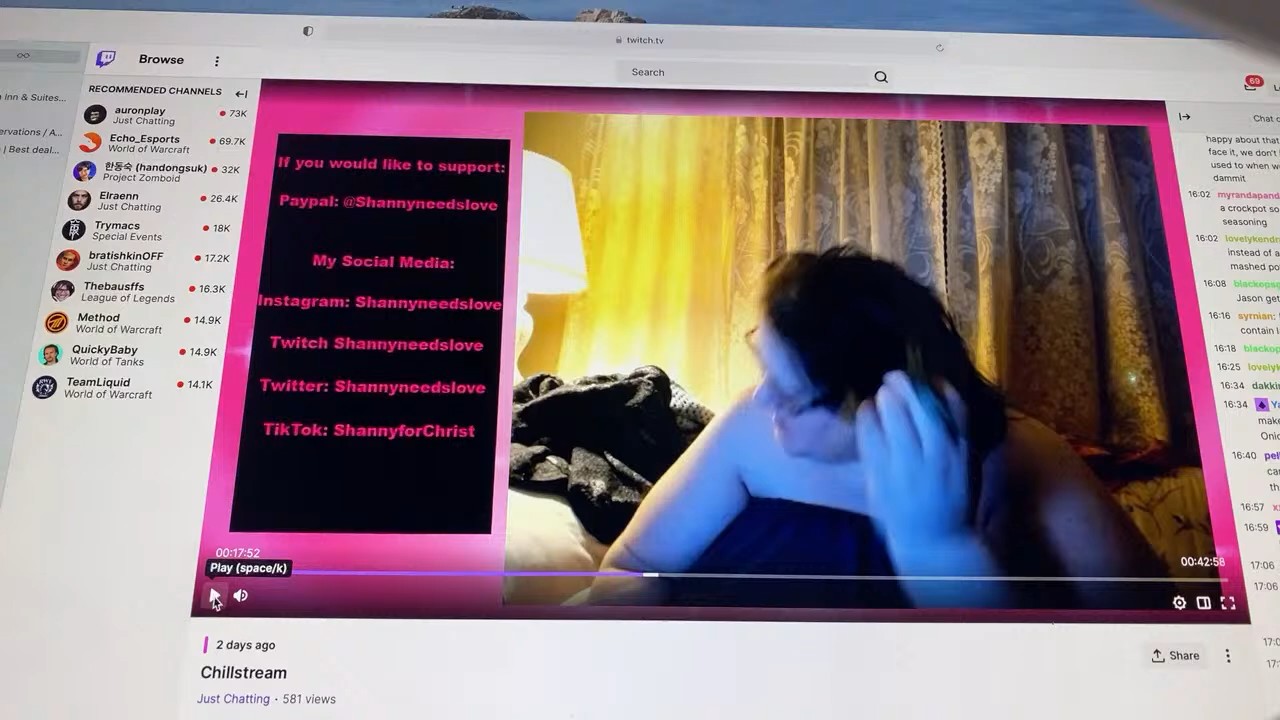 twitch.tv
Browse
Search
69
RECOMMENDED CHANNELS
auronplay
Just Chatting
73K
Echo_Esports
World of Warcraft
69.7K
한동숙 (handongsuk)
Project Zomboid
32K
Elraenn
Just Chatting
26.4K
Trymacs
Special Events
18K
bratishkinOFF
Just Chatting
17.2K
Thebausffs
League of Legends
16.3K
Method
World of Warcraft
14.9K
QuickyBaby
World of Tanks
14.9K
TeamLiquid
World of Warcraft
14.1K
inn & Suites...
ervations / A...
| Best deal...
If you would like to support:
Paypal: @Shannyneedslove
My Social Media:
Instagram: Shannyneedslove
Twitch Shannyneedslove
Twitter: Shannyneedslove
TikTok: ShannyforChrist
00:17:52
Play (space/k)
00:42:58
2 days ago
Chillstream
Just Chatting · 581 views
Share
Chat
happy about that
face it, we don't
used to when we
dammit
16:02 myrandapand
a crockpot so
seasoning
16:02 lovelykend
instead of a
mashed po
16:08 blackops
Jason get
16:16 syrnian:
contain
16:18 blackop
16:25 lovely
16:34 dakki
16:34 Ya
make
16:40
16:57
16:59
17:06
17:06